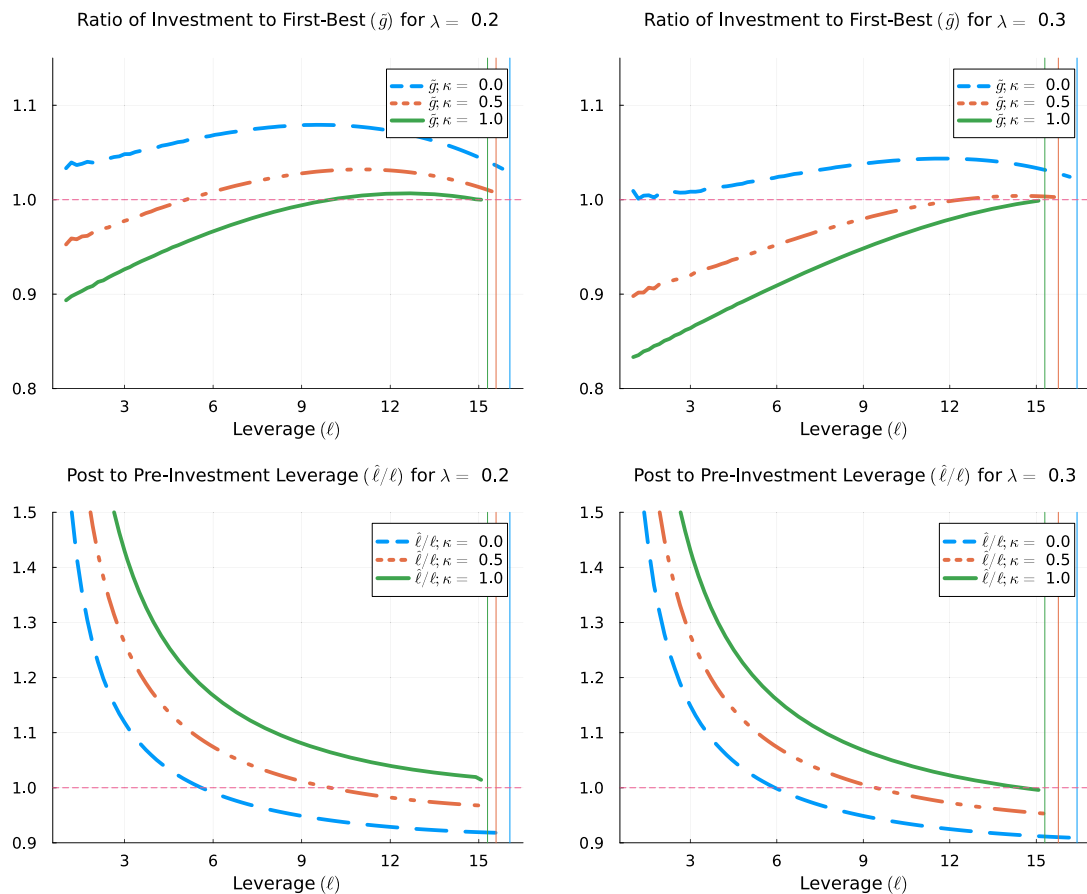 Ratio of Investment to First-Best (g̃) for λ = 0.2
1.1
1.0
0.9
0.8
3
6
9
12
15
Leverage (ℓ)
g̃; κ = 0.0
g̃; κ = 0.5
g̃; κ = 1.0
Ratio of Investment to First-Best (g̃) for λ = 0.3
1.1
1.0
0.9
0.8
3
6
9
12
15
Leverage (ℓ)
g̃; κ = 0.0
g̃; κ = 0.5
g̃; κ = 1.0
Post to Pre-Investment Leverage (ℓ̂/ℓ) for λ = 0.2
1.5
1.4
1.3
1.2
1.1
1.0
0.9
3
6
9
12
15
Leverage (ℓ)
ℓ̂/ℓ; κ = 0.0
ℓ̂/ℓ; κ = 0.5
ℓ̂/ℓ; κ = 1.0
Post to Pre-Investment Leverage (ℓ̂/ℓ) for λ = 0.3
1.5
1.4
1.3
1.2
1.1
1.0
0.9
3
6
9
12
15
Leverage (ℓ)
ℓ̂/ℓ; κ = 0.0
ℓ̂/ℓ; κ = 0.5
ℓ̂/ℓ; κ = 1.0